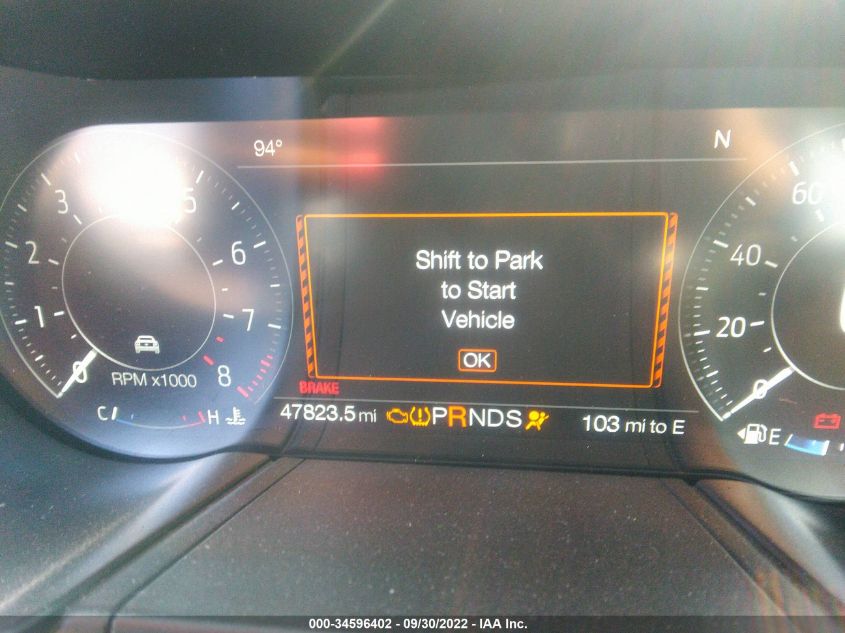 94°
N
3
5
2
6
1
7
0
8
RPM x1000
C
H
Shift to Park
to Start
Vehicle
OK
60
40
20
0
BRAKE
47823.5 mi
PRNDS
103 mi to E
E
000-34596402 - 09/30/2022 - IAA Inc.